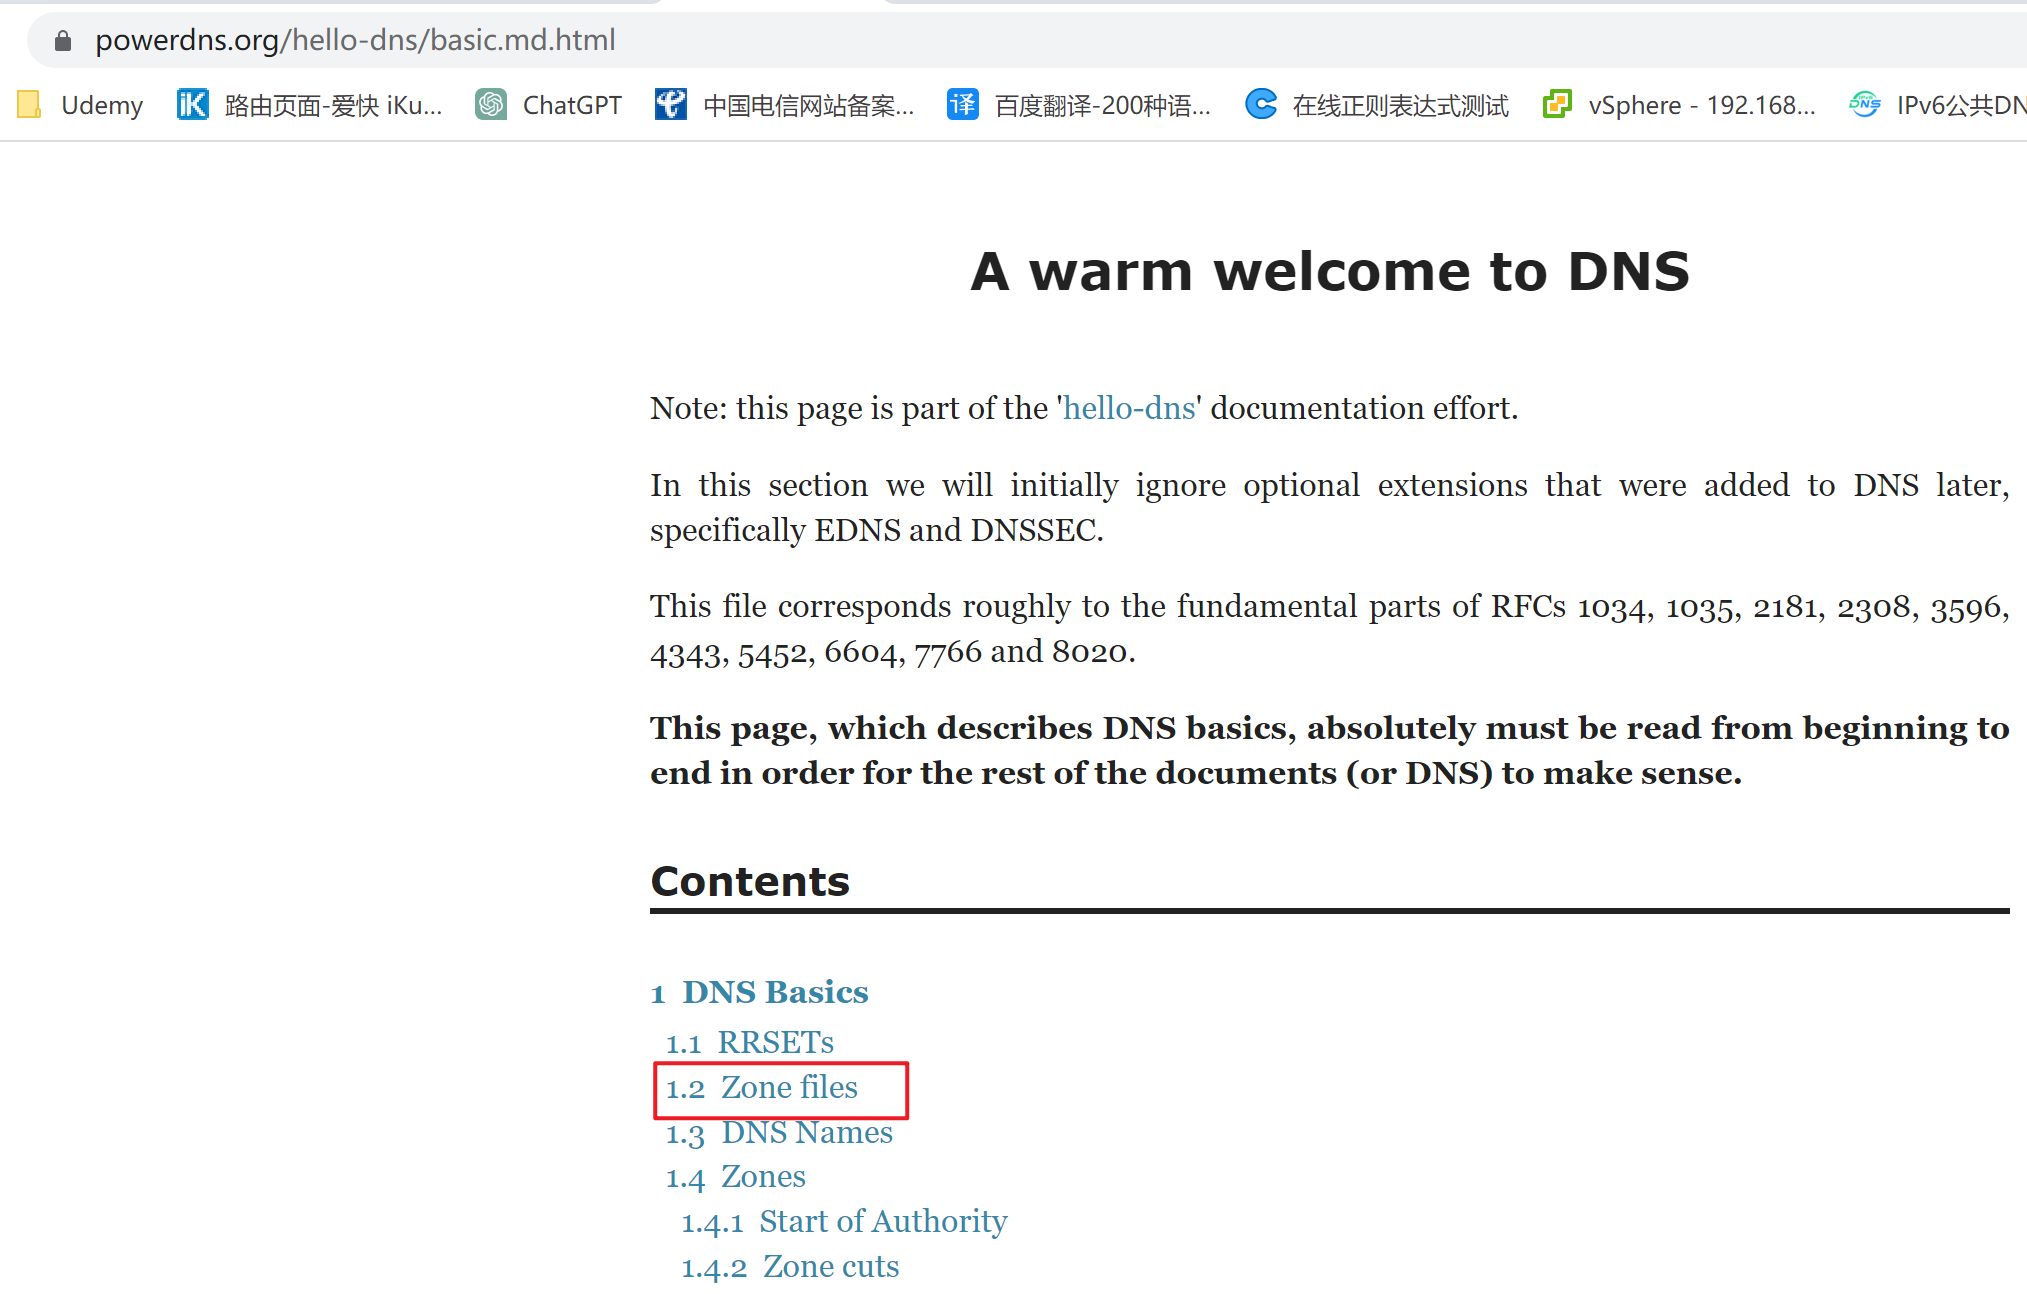 powerdns.org/hello-dns/basic.md.html
Udemy iK 路由页面-爱快 iKu... ChatGPT 中国电信网站备案... 译 百度翻译-200种语... 在线正则表达式测试 vSphere - 192.168... DNS IPv6公共DN
A warm welcome to DNS
Note: this page is part of the 'hello-dns' documentation effort.
In this section we will initially ignore optional extensions that were added to DNS later,
specifically EDNS and DNSSEC.
This file corresponds roughly to the fundamental parts of RFCs 1034, 1035, 2181, 2308, 3596,
4343, 5452, 6604, 7766 and 8020.
This page, which describes DNS basics, absolutely must be read from beginning to
end in order for the rest of the documents (or DNS) to make sense.
Contents
1 DNS Basics
1.1 RRSETs
1.2 Zone files
1.3 DNS Names
1.4 Zones
1.4.1 Start of Authority
1.4.2 Zone cuts